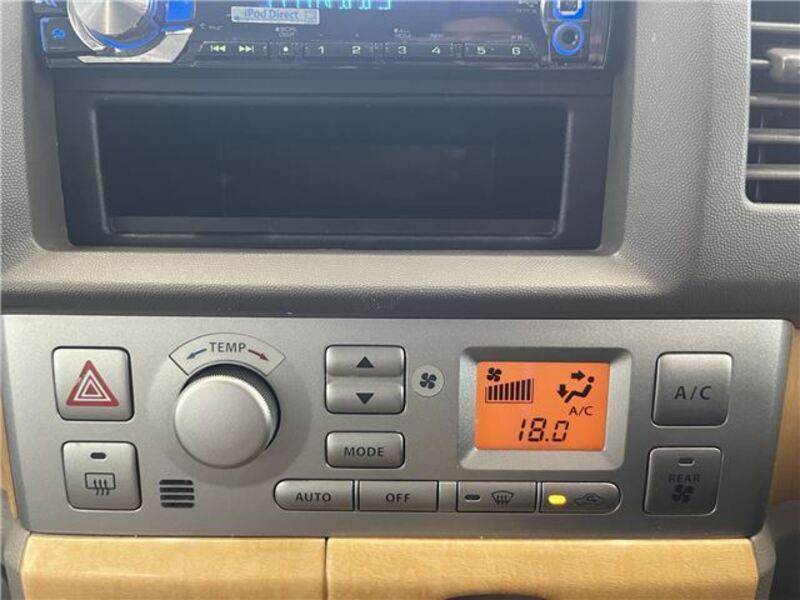 iPod Direct
1 2 3 4 5 6
TEMP
A/C
18.0
A/C
MODE
REAR
AUTO OFF